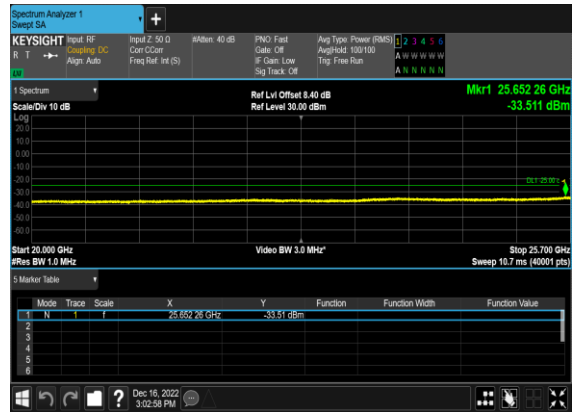 Spectrum Analyzer 1
Swept SA
+
KEYSIGHT Input: RF Input Z: 50 Ω #Atten: 40 dB PNO: Fast Avg Type: Power (RMS) 1 2 3 4 5 6
R T Coupling: DC Corr CCorr Gate: Off Avg|Hold: 100/100 A W W W W W
Align: Auto Freq Ref: Int (S) IF Gain: Low Trig: Free Run A N N N N N
Sig Track: Off
LXI
1 Spectrum Ref Lvl Offset 8.40 dB Mkr1 25.652 26 GHz
Scale/Div 10 dB Ref Level 30.00 dBm -33.511 dBm
Log
20.0
10.0
0.00
-10.0
-20.0
DL1 -25.00
-30.0
-40.0
-50.0
-60.0
Start 20.000 GHz Video BW 3.0 MHz* Stop 25.700 GHz
#Res BW 1.0 MHz Sweep 10.7 ms (40001 pts)
5 Marker Table
Mode Trace Scale X Y Function Function Width Function Value
1 N 1 f 25.652 26 GHz -33.51 dBm
2
3
4
5
6
? Dec 16, 2022
3:02:58 PM